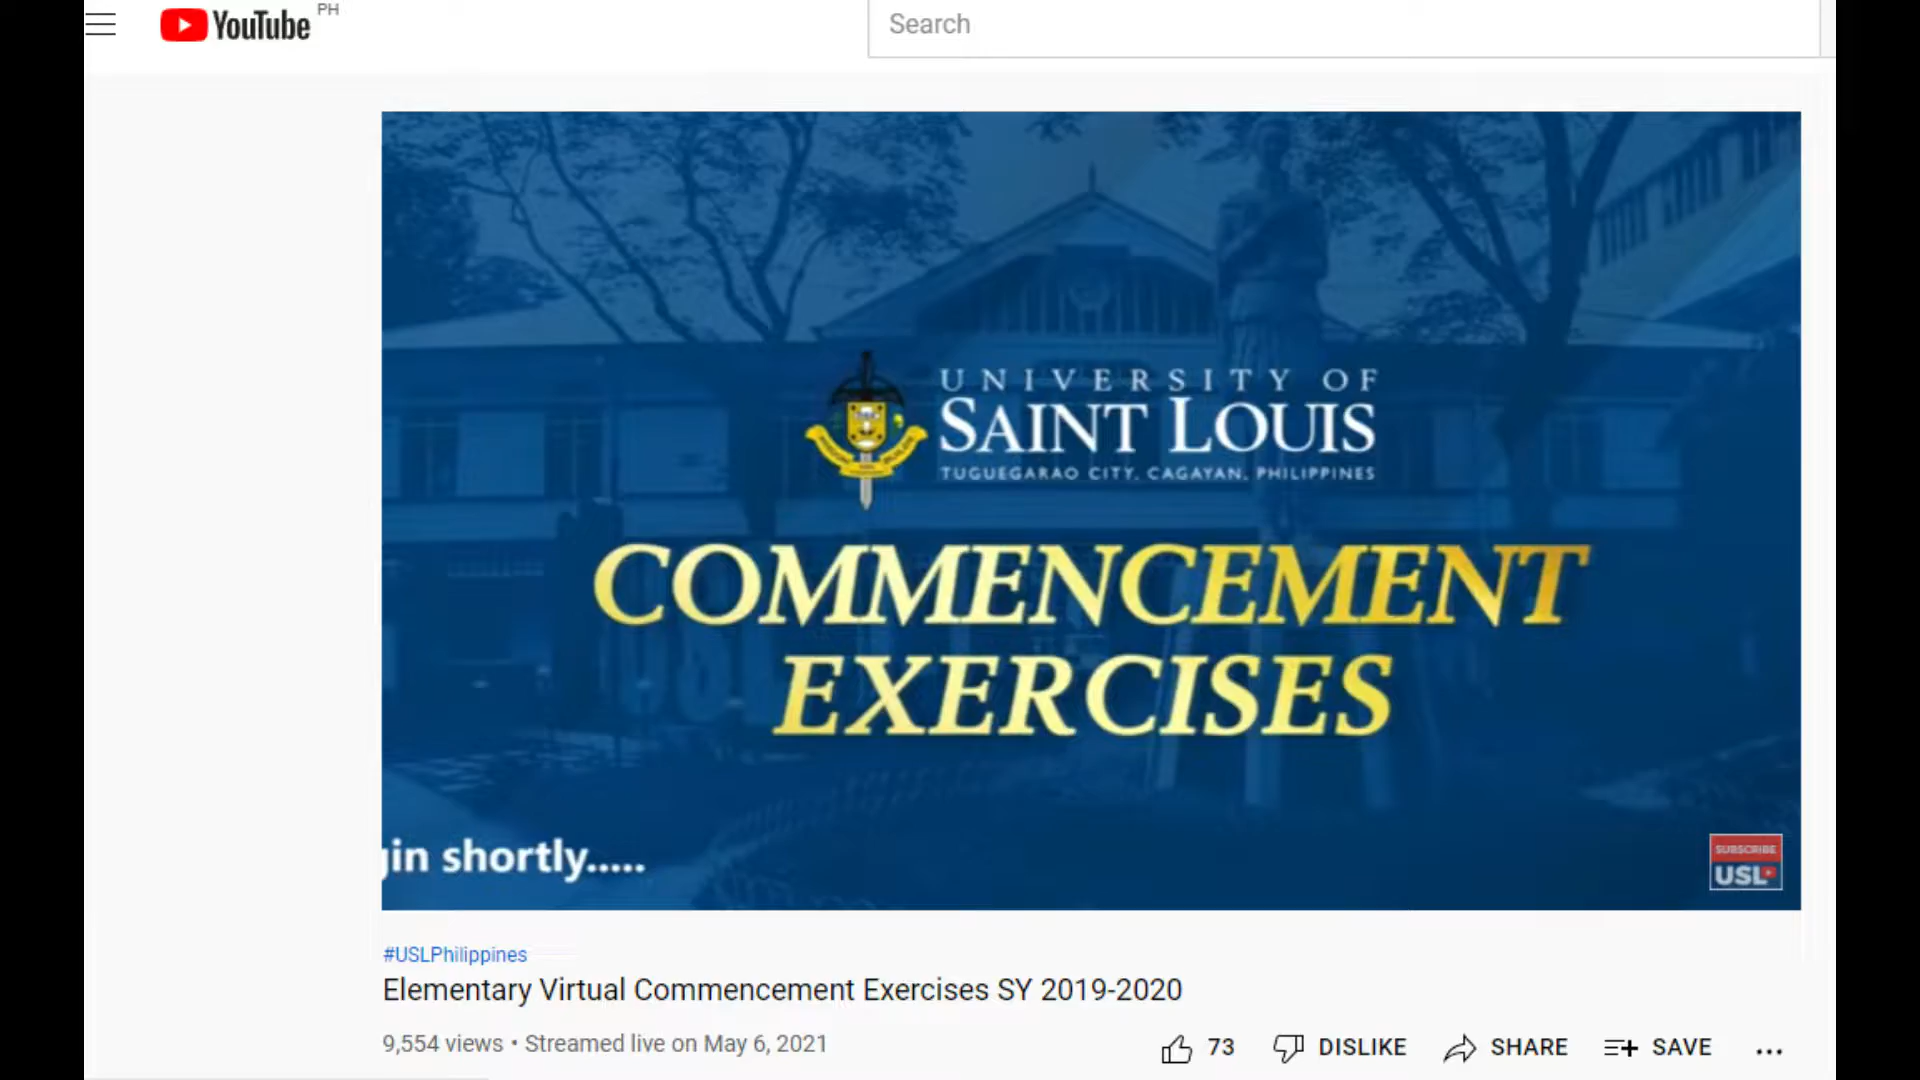 YouTube PH
Search
UNIVERSITY OF
SAINT LOUIS
TUGUEGARAO CITY, CAGAYAN, PHILIPPINES
COMMENCEMENT
EXERCISES
gin shortly.....
SUBSCRIBE
USL
#USLPhilippines
Elementary Virtual Commencement Exercises SY 2019-2020
9,554 views • Streamed live on May 6, 2021
73 DISLIKE SHARE SAVE ...